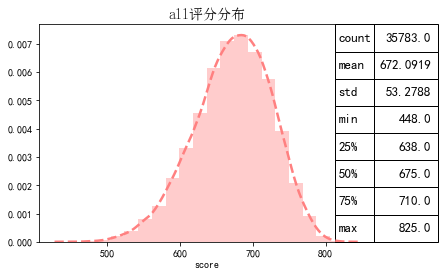 all评分分布
0.007
0.006
0.005
0.004
0.003
0.002
0.001
0.000
500 600 700 800
score
count 35783.0
mean 672.0919
std 53.2788
min 448.0
25% 638.0
50% 675.0
75% 710.0
max 825.0